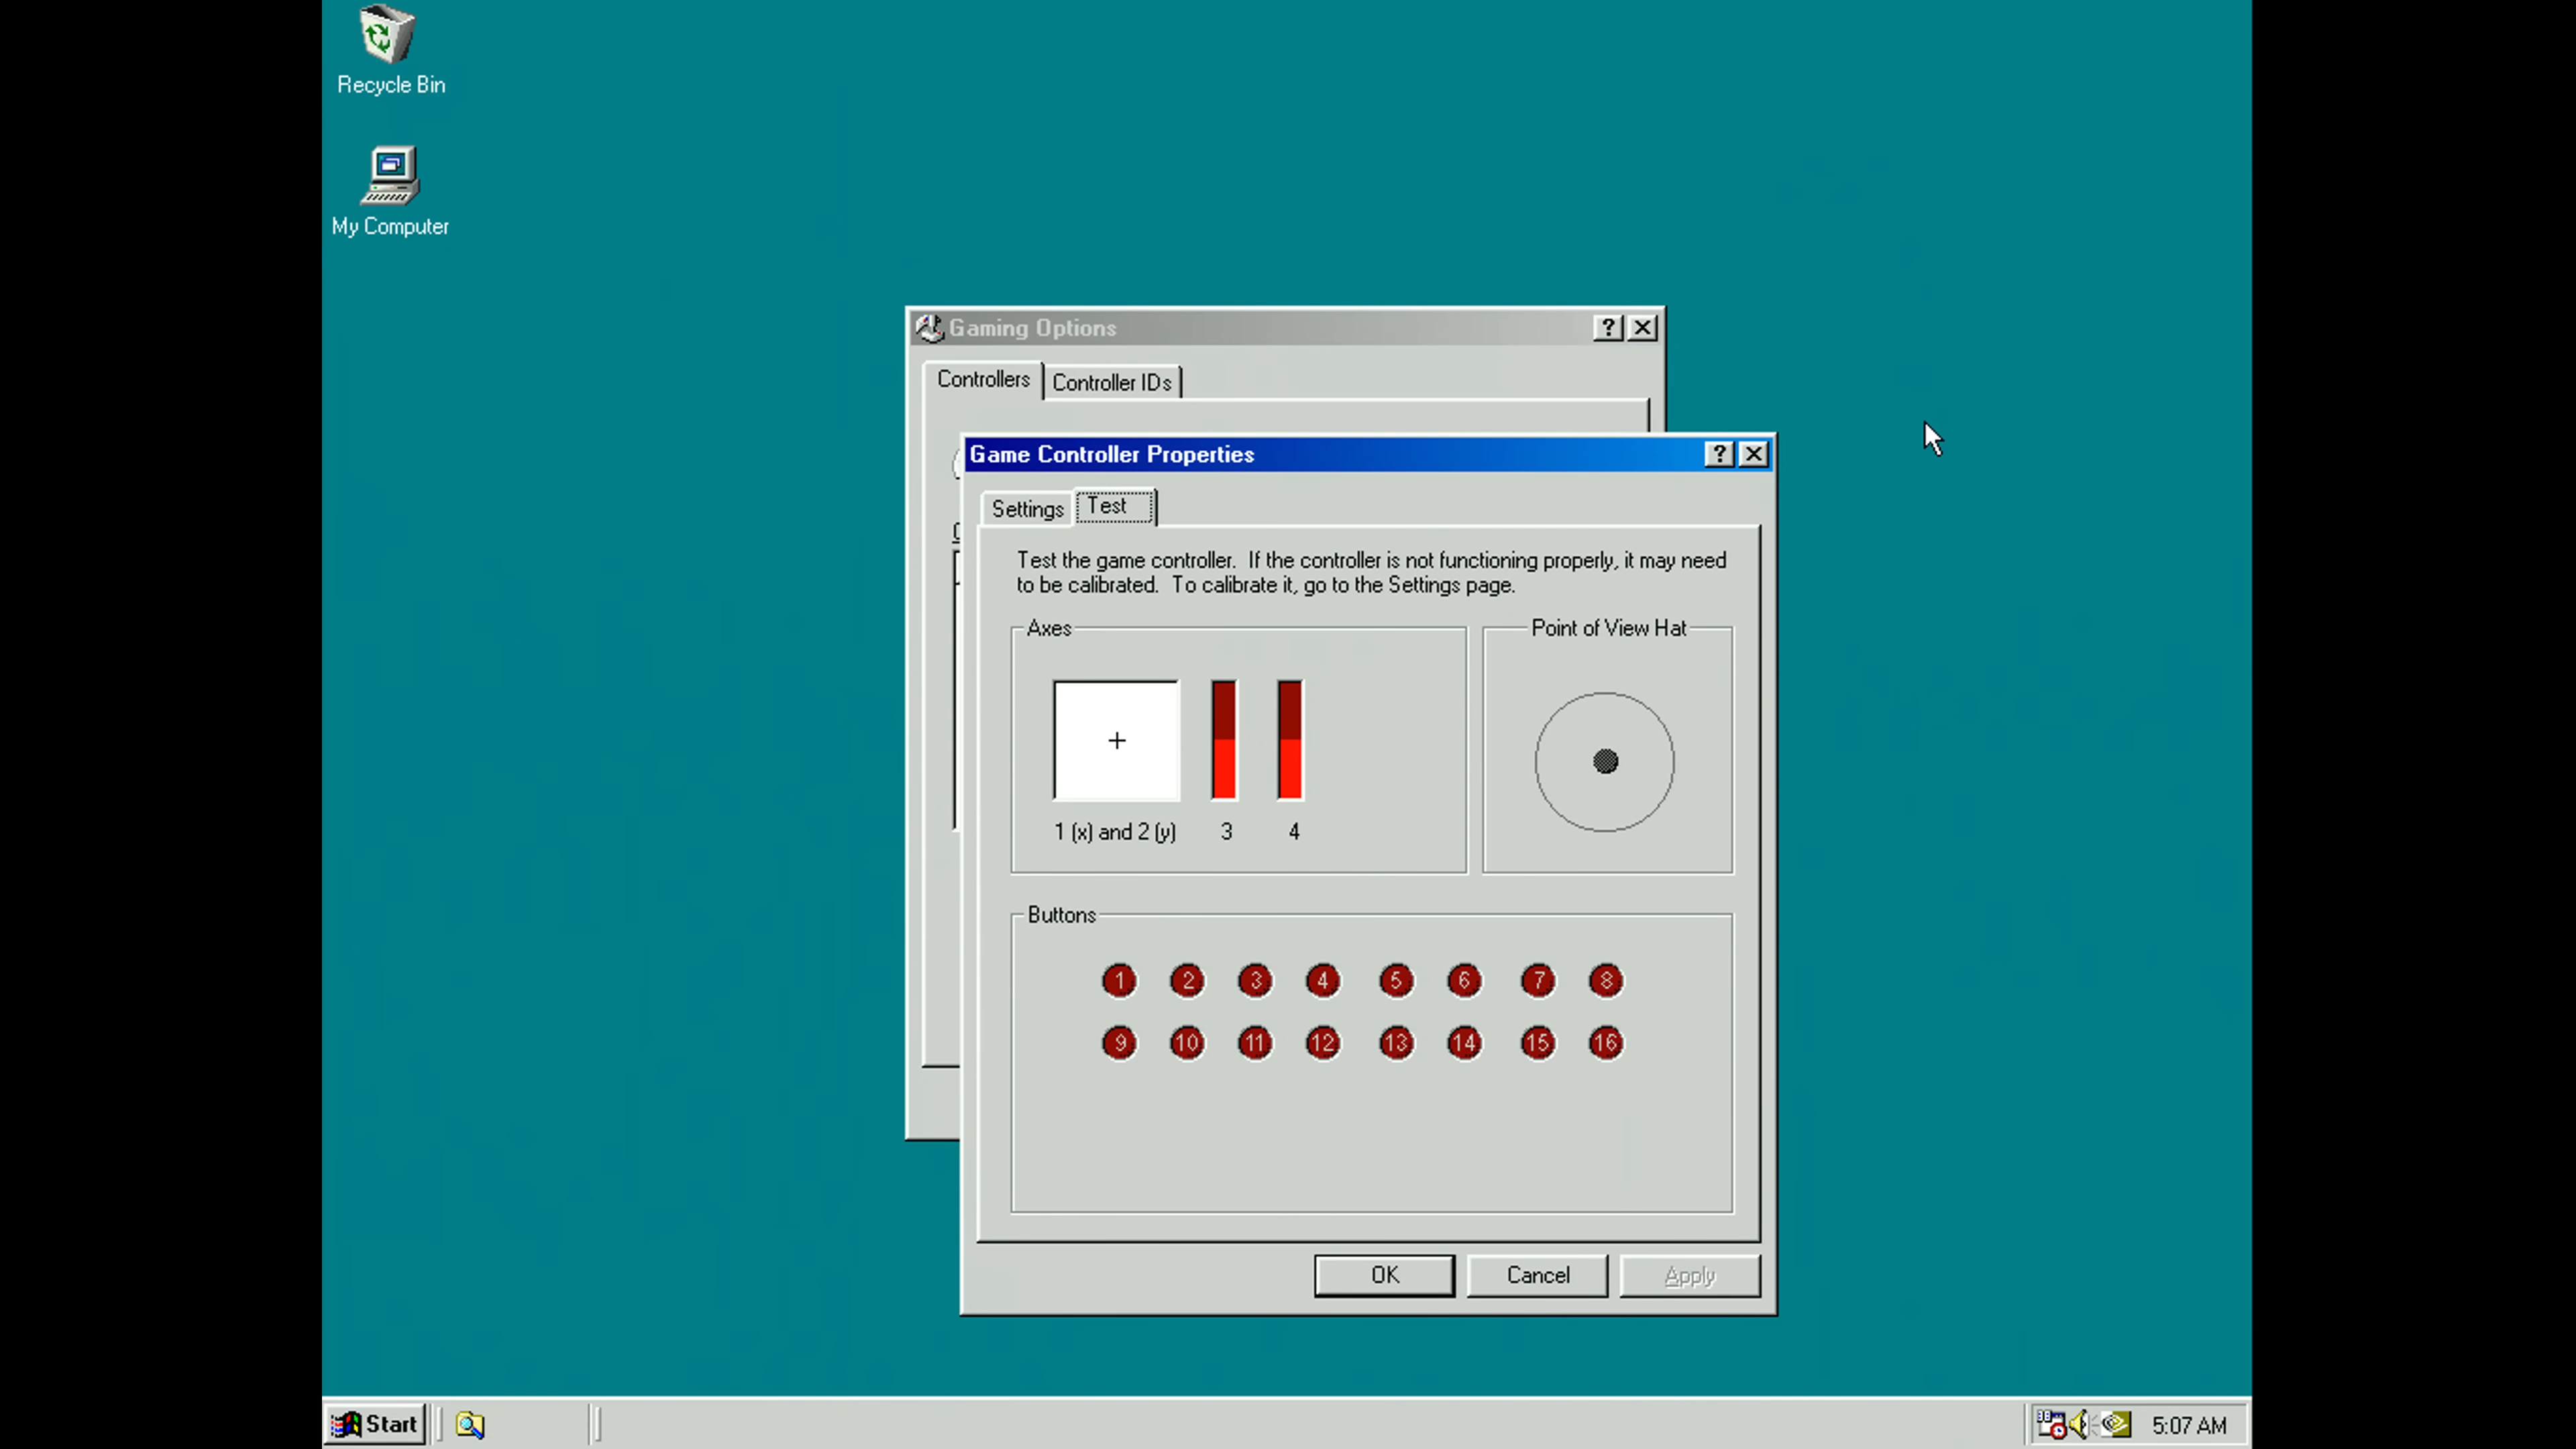 Recycle Bin
My Computer
Gaming Options
Controllers
Controller IDs
Game Controller Properties
Settings
Test
Test the game controller.  If the controller is not functioning properly, it may need
to be calibrated.  To calibrate it, go to the Settings page.
Axes
Point of View Hat
1 (x) and 2 (y)
3
4
Buttons
1 2 3 4 5 6 7 8
9 10 11 12 13 14 15 16
OK
Cancel
Apply
Start
5:07 AM